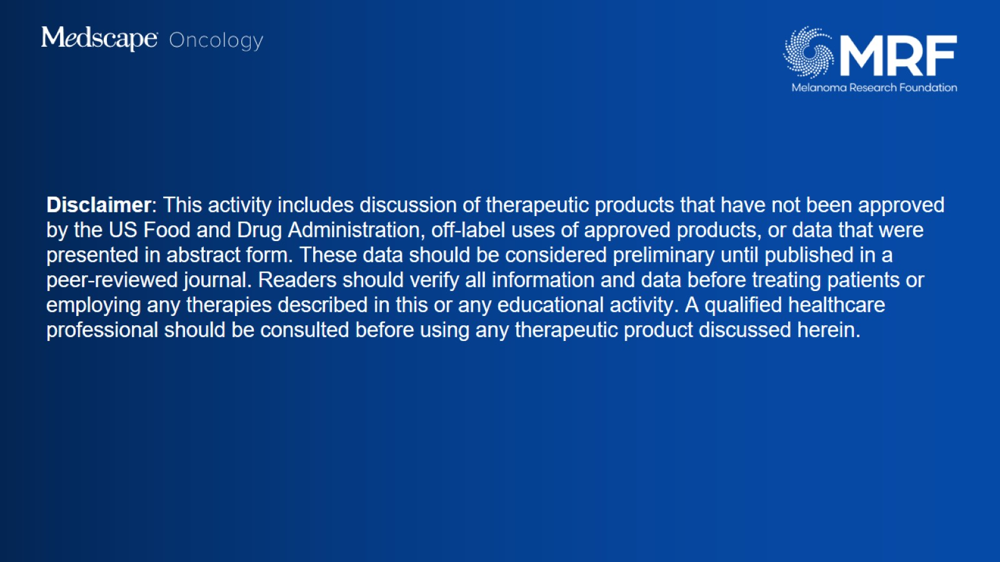 Medscape Oncology
MRF
Melanoma Research Foundation
Disclaimer: This activity includes discussion of therapeutic products that have not been approved
by the US Food and Drug Administration, off-label uses of approved products, or data that were
presented in abstract form. These data should be considered preliminary until published in a
peer-reviewed journal. Readers should verify all information and data before treating patients or
employing any therapies described in this or any educational activity. A qualified healthcare
professional should be consulted before using any therapeutic product discussed herein.